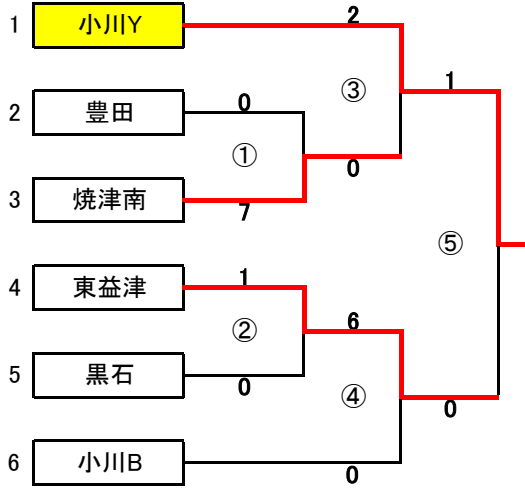 1 小川Y 2
③ 1
2 豊田 0
①
3 焼津南 7 0
⑤
4 東益津 1
② 6
5 黒石 0
④ 0
6 小川B 0